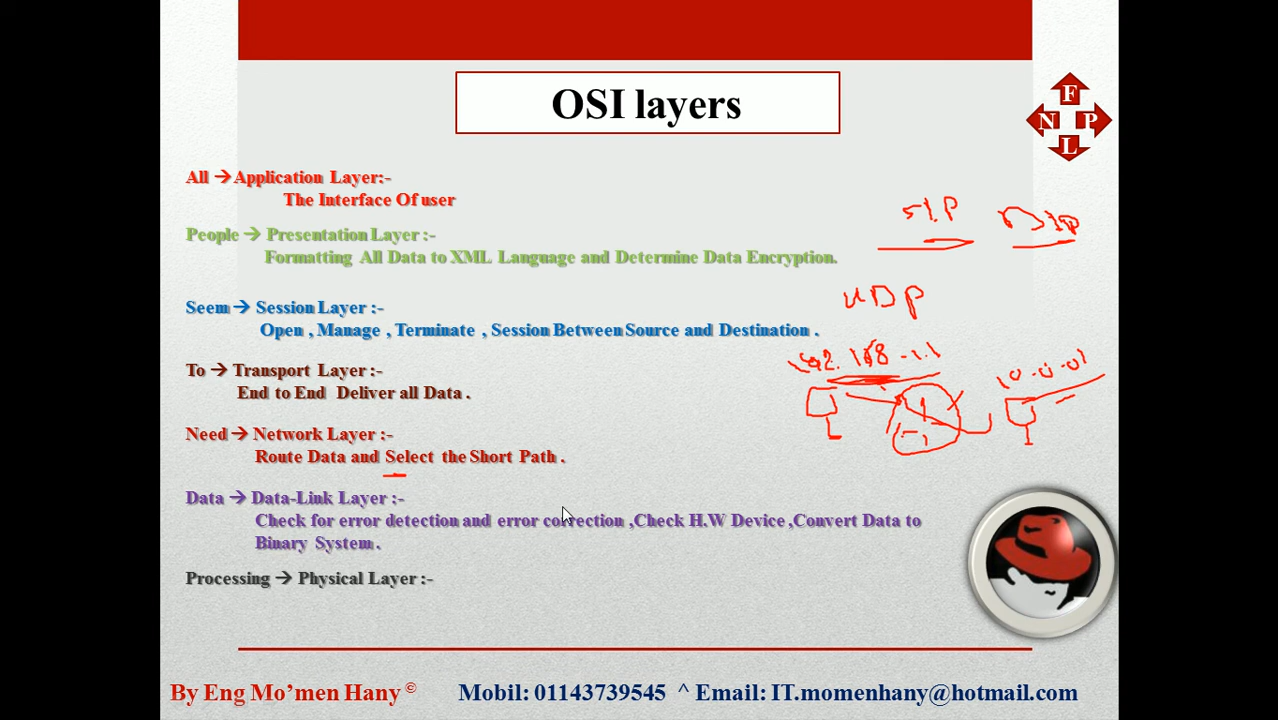 OSI layers
F
N P
L
All → Application Layer:-
The Interface Of user
People → Presentation Layer :-
Formatting All Data to XML Language and Determine Data Encryption.
Seem → Session Layer :-
Open , Manage , Terminate , Session Between Source and Destination .
To → Transport Layer :-
End to End Deliver all Data .
Need → Network Layer :-
Route Data and Select the Short Path .
Data → Data-Link Layer :-
Check for error detection and error correction ,Check H.W Device ,Convert Data to
Binary System .
Processing → Physical Layer :-
UDP
By Eng Mo’men Hany © Mobil: 01143739545 ^ Email: IT.momenhany@hotmail.com